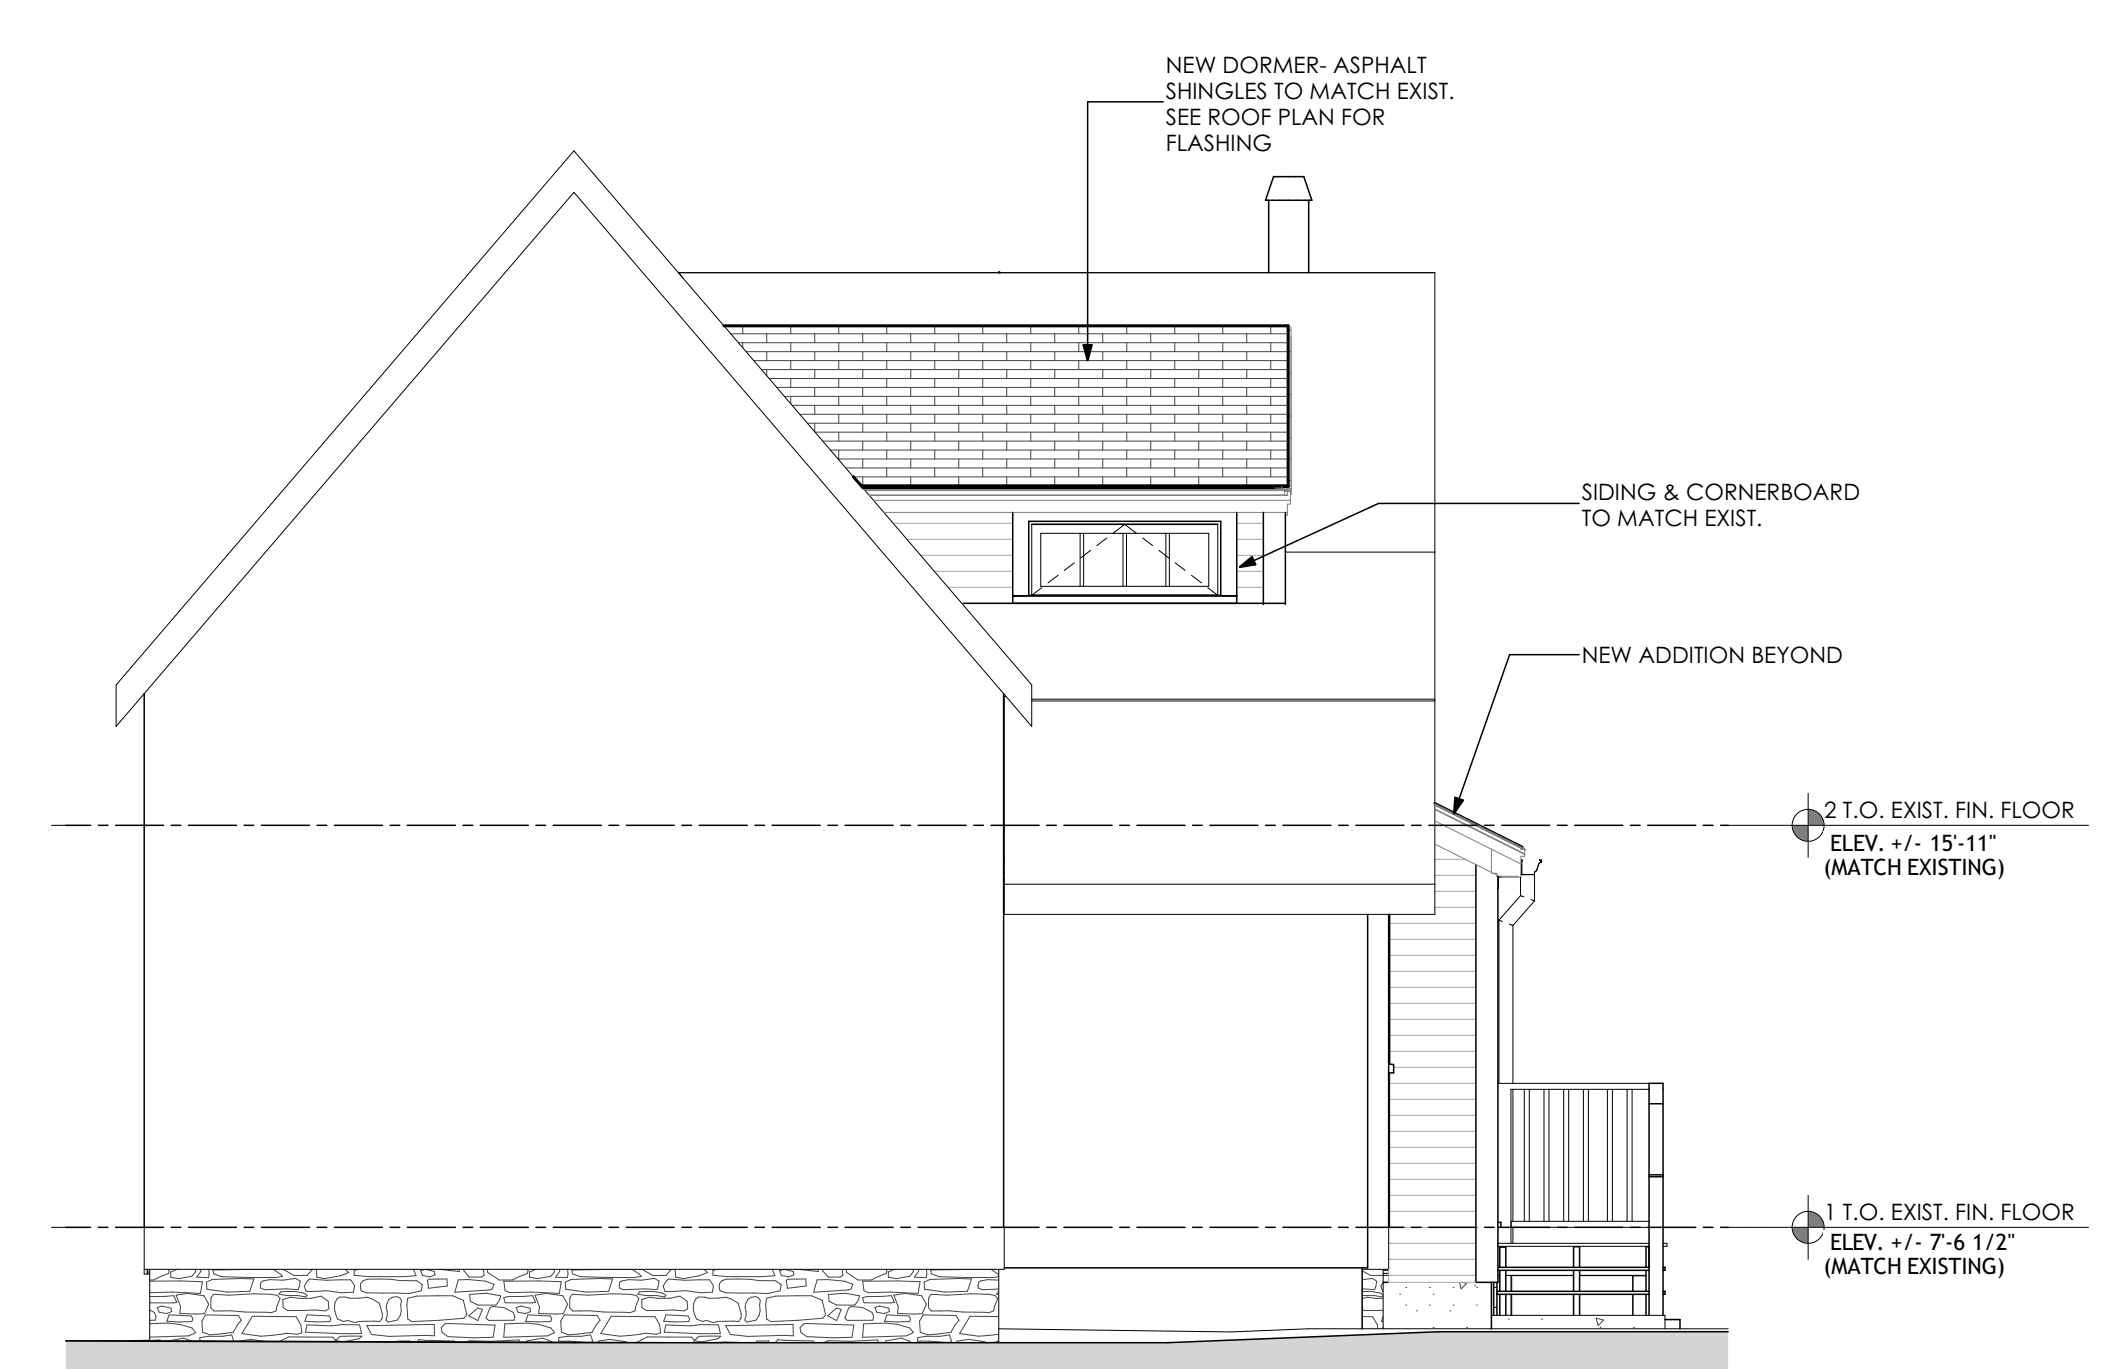 NEW DORMER- ASPHALT
SHINGLES TO MATCH EXIST.
SEE ROOF PLAN FOR
FLASHING
SIDING & CORNERBOARD
TO MATCH EXIST.
NEW ADDITION BEYOND
2 T.O. EXIST. FIN. FLOOR
ELEV. +/- 15'-11"
(MATCH EXISTING)
1 T.O. EXIST. FIN. FLOOR
ELEV. +/- 7'-6 1/2"
(MATCH EXISTING)